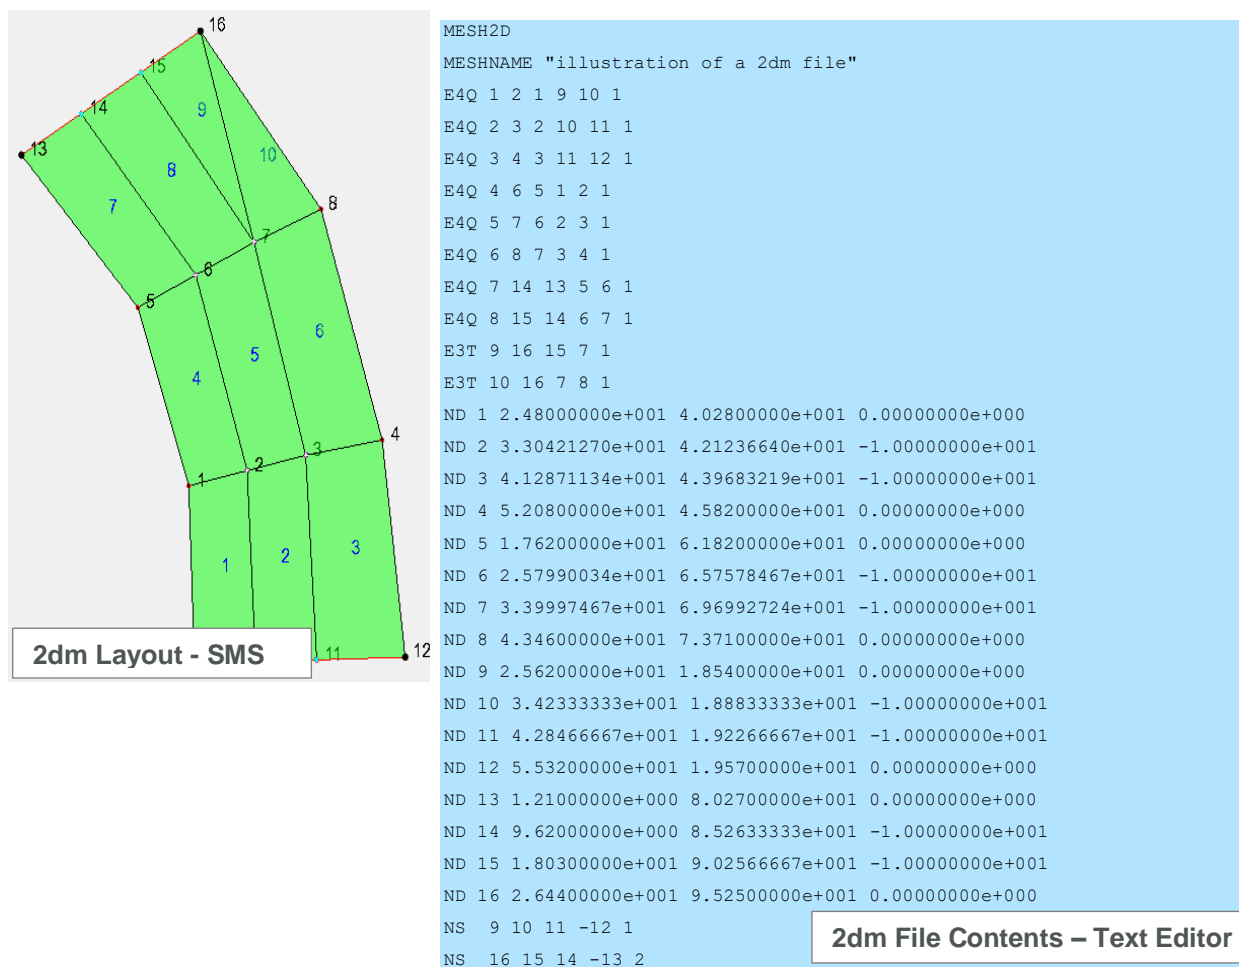 16
15
14
13
9
10
8
7
8
7
6
5
6
5
4
4
3
2
1
3
2
1
11
12
2dm Layout - SMS
MESH2D
MESHNAME "illustration of a 2dm file"
E4Q 1 2 1 9 10 1
E4Q 2 3 2 10 11 1
E4Q 3 4 3 11 12 1
E4Q 4 6 5 1 2 1
E4Q 5 7 6 2 3 1
E4Q 6 8 7 3 4 1
E4Q 7 14 13 5 6 1
E4Q 8 15 14 6 7 1
E3T 9 16 15 7 1
E3T 10 16 7 8 1
ND 1 2.48000000e+001 4.02800000e+001 0.00000000e+000
ND 2 3.30421270e+001 4.21236640e+001 -1.00000000e+001
ND 3 4.12871134e+001 4.39683219e+001 -1.00000000e+001
ND 4 5.20800000e+001 4.58200000e+001 0.00000000e+000
ND 5 1.76200000e+001 6.18200000e+001 0.00000000e+000
ND 6 2.57990034e+001 6.57578467e+001 -1.00000000e+001
ND 7 3.39997467e+001 6.96992724e+001 -1.00000000e+001
ND 8 4.34600000e+001 7.37100000e+001 0.00000000e+000
ND 9 2.56200000e+001 1.85400000e+001 0.00000000e+000
ND 10 3.42333333e+001 1.88833333e+001 -1.00000000e+001
ND 11 4.28466667e+001 1.92266667e+001 -1.00000000e+001
ND 12 5.53200000e+001 1.95700000e+001 0.00000000e+000
ND 13 1.21000000e+000 8.02700000e+001 0.00000000e+000
ND 14 9.62000000e+000 8.52633333e+001 -1.00000000e+001
ND 15 1.80300000e+001 9.02566667e+001 -1.00000000e+001
ND 16 2.64400000e+001 9.52500000e+001 0.00000000e+000
NS 9 10 11 -12 1
NS 16 15 14 -13 2
2dm File Contents – Text Editor